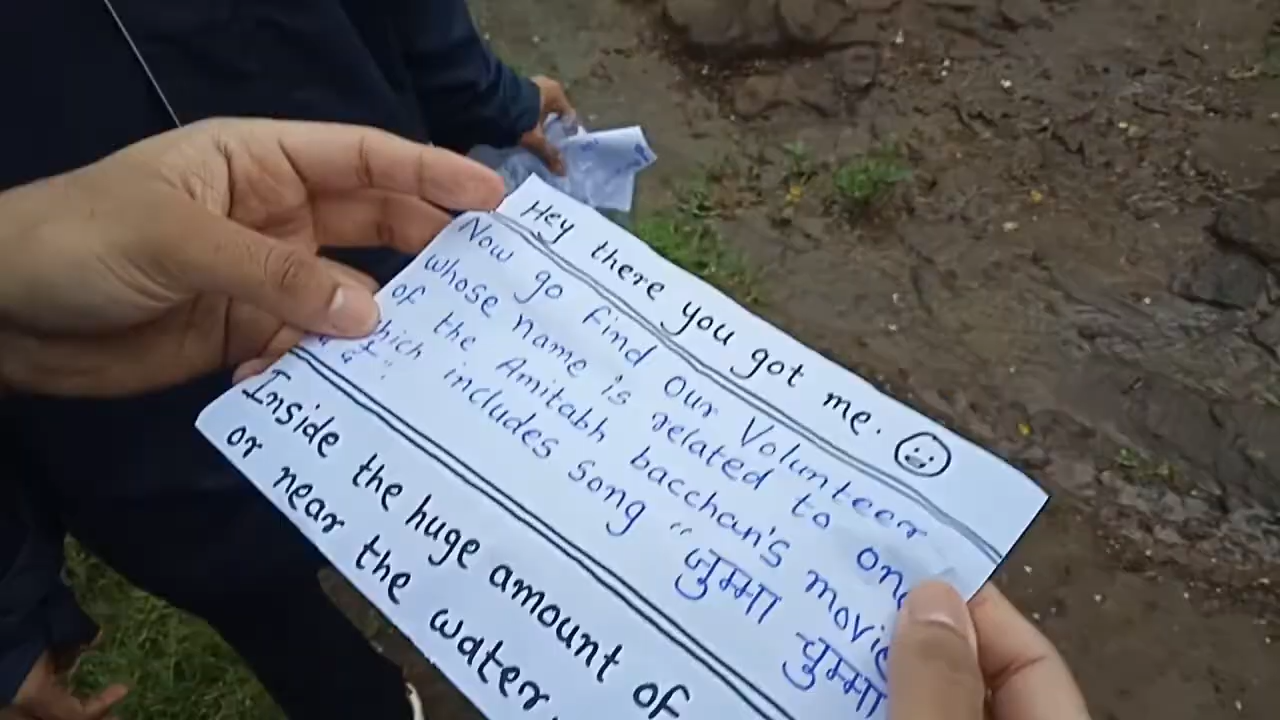 Hey there you got me.
Now go find our Volunteer
whose name is related to one
of the Amitabh bacchan's movie
which includes song "जुम्मा चुम्मा
दे दे".
Inside the huge amount of
or near the water.